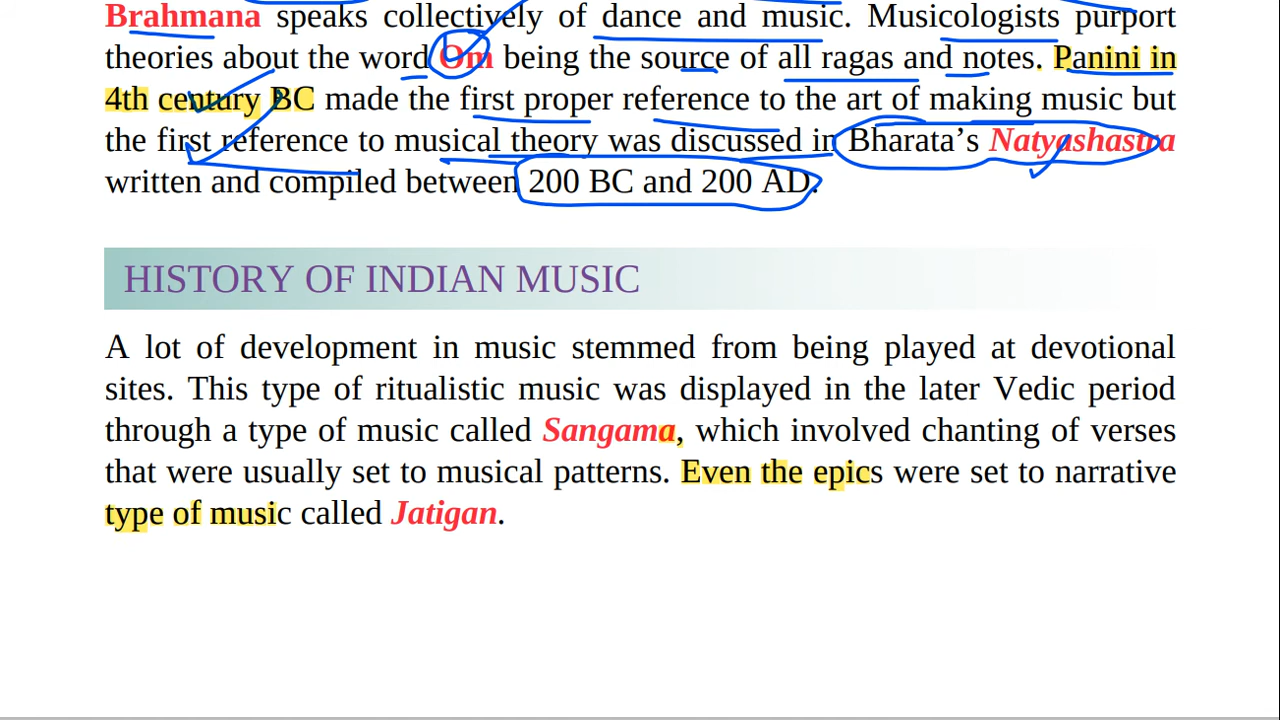 Brahmana speaks collectively of dance and music. Musicologists purport
theories about the word Om being the source of all ragas and notes. Panini in
4th century BC made the first proper reference to the art of making music but
the first reference to musical theory was discussed in Bharata’s Natyashastra
written and compiled between 200 BC and 200 AD.
HISTORY OF INDIAN MUSIC
A lot of development in music stemmed from being played at devotional
sites. This type of ritualistic music was displayed in the later Vedic period
through a type of music called Sangama, which involved chanting of verses
that were usually set to musical patterns. Even the epics were set to narrative
type of music called Jatigan.